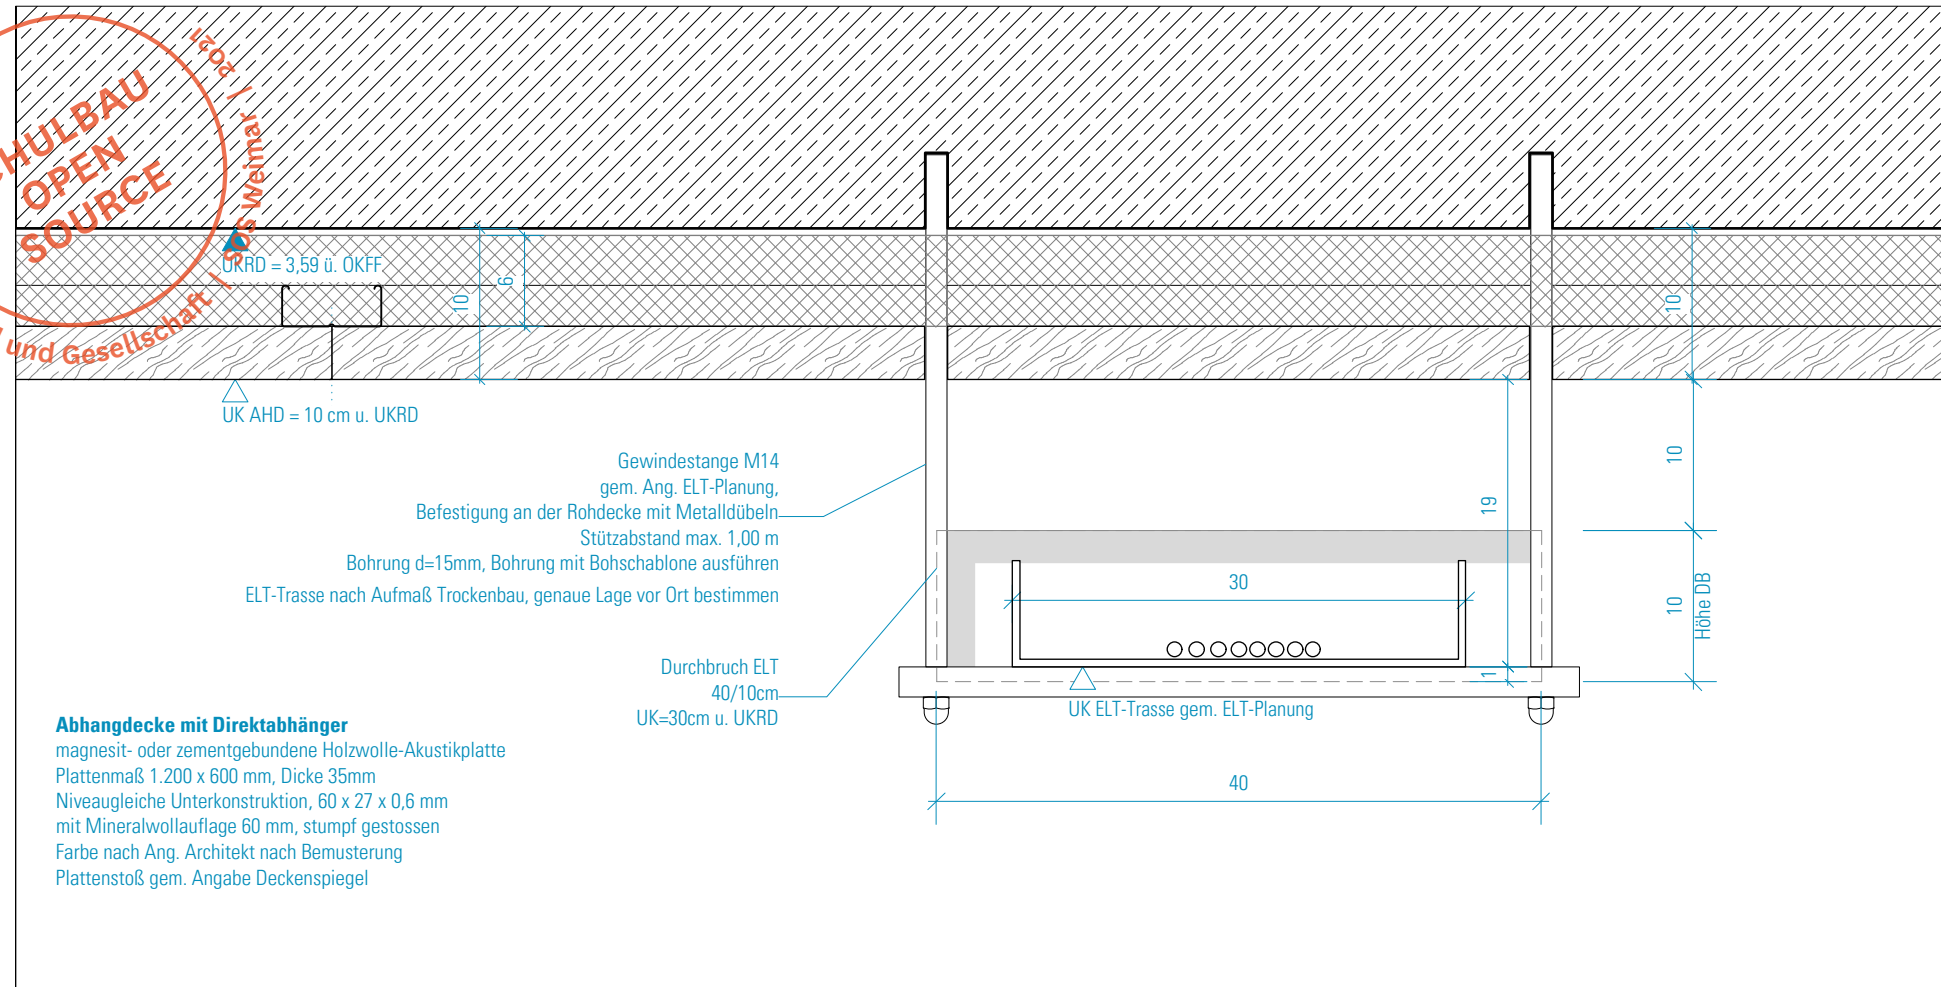 2021
SCHULBAU
OPEN
SOURCE
und Gesellschaft | SOS Weimar |
UKRD = 3,59 ü. OKFF
10
6
10
UK AHD = 10 cm u. UKRD
Gewindestange M14
gem. Ang. ELT-Planung,
Befestigung an der Rohdecke mit Metalldübeln
Stützabstand max. 1,00 m
Bohrung d=15mm, Bohrung mit Bohschablone ausführen
ELT-Trasse nach Aufmaß Trockenbau, genaue Lage vor Ort bestimmen
10
19
30
10
Höhe DB
1
Durchbruch ELT
40/10cm
UK=30cm u. UKRD
UK ELT-Trasse gem. ELT-Planung
40
Abhangdecke mit Direktabhänger
magnesit- oder zementgebundene Holzwolle-Akustikplatte
Plattenmaß 1.200 x 600 mm, Dicke 35mm
Niveaugleiche Unterkonstruktion, 60 x 27 x 0,6 mm
mit Mineralwollauflage 60 mm, stumpf gestossen
Farbe nach Ang. Architekt nach Bemusterung
Plattenstoß gem. Angabe Deckenspiegel